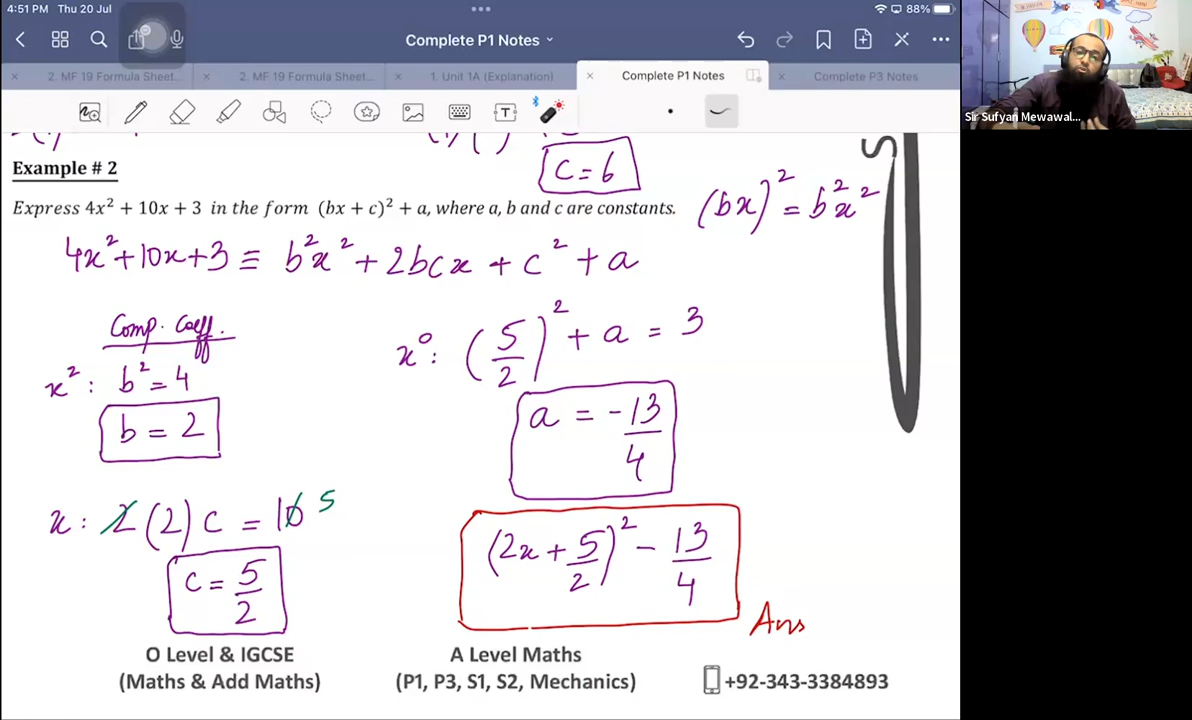 4:51 PM Thu 20 Jul
88%
Complete P1 Notes
2. MF 19 Formula Sheet...
2. MF 19 Formula Sheet...
1. Unit 1A (Explanation)
Complete P1 Notes
Complete P3 Notes
Sir Sufyan Mewawal...
c = 6
Example # 2
Express 4x² + 10x + 3 in the form (bx + c)² + a, where a, b and c are constants.
(bx)² = b²x²
4x² + 10x + 3 ≡ b²x² + 2bcx + c² + a
Comp. Coeff.
x² : b² = 4
b = 2
x : 2(2)c = 10 5
c = 5/2
x⁰ : (5/2)² + a = 3
a = -13/4
(2x + 5/2)² - 13/4
Ans
O Level & IGCSE
(Maths & Add Maths)
A Level Maths
(P1, P3, S1, S2, Mechanics)
+92-343-3384893